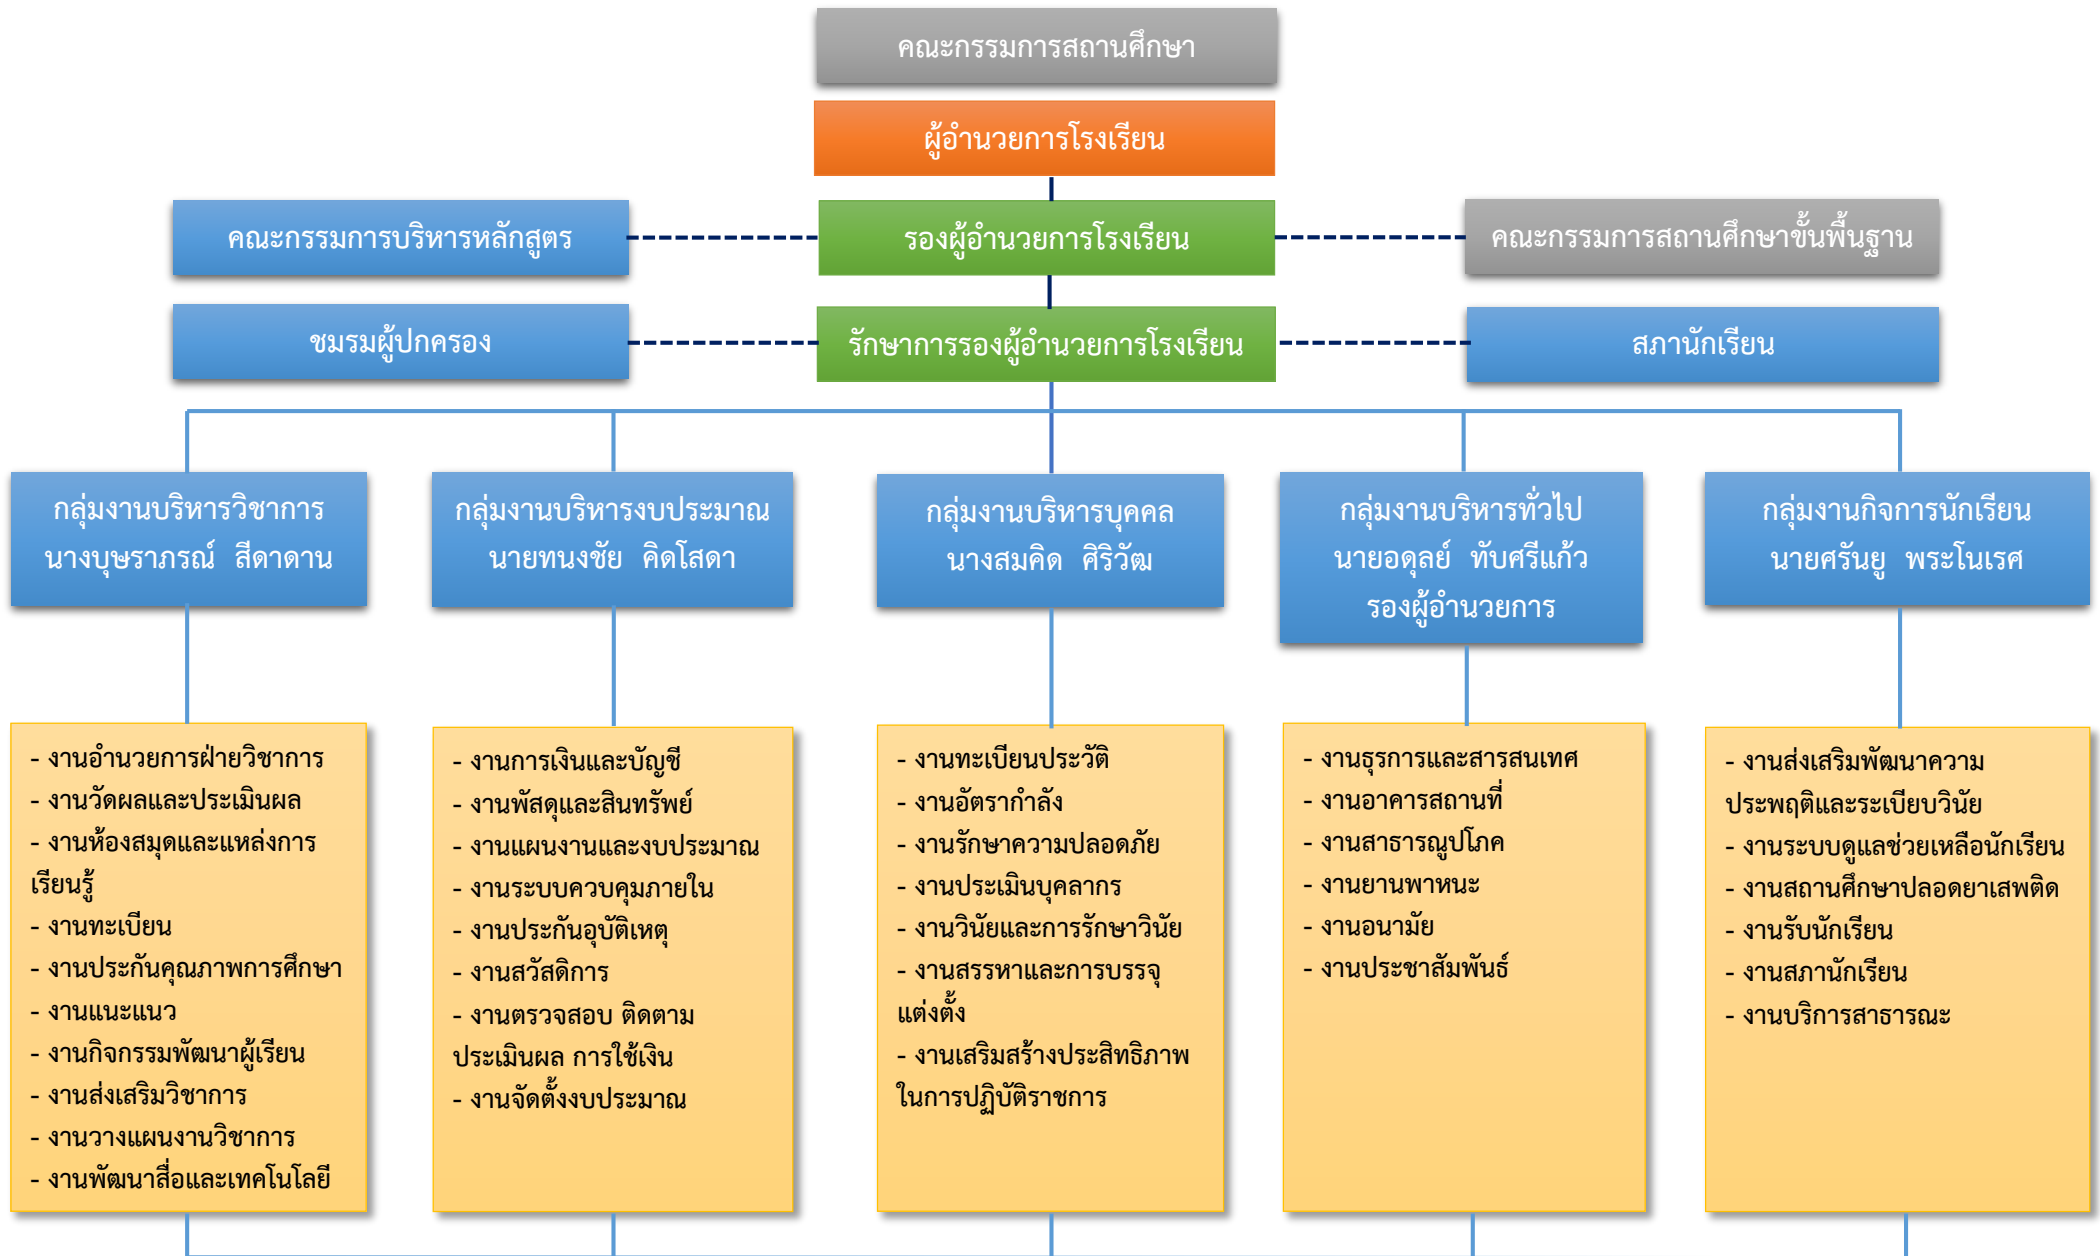 คณะกรรมการสถานศึกษา
ผู้อำนวยการโรงเรียน
คณะกรรมการบริหารหลักสูตร
รองผู้อำนวยการโรงเรียน
คณะกรรมการสถานศึกษาขั้นพื้นฐาน
ชมรมผู้ปกครอง
รักษาการรองผู้อำนวยการโรงเรียน
สภานักเรียน
กลุ่มงานบริหารวิชาการ
นางบุษราภรณ์ สีดาดาน
กลุ่มงานบริหารงบประมาณ
นายทนงชัย คิดโสดา
กลุ่มงานบริหารบุคคล
นางสมคิด ศิริวัฒ
กลุ่มงานบริหารทั่วไป
นายอดุลย์ ทับศรีแก้ว
รองผู้อำนวยการ
กลุ่มงานกิจการนักเรียน
นายศรันยู พระโนเรศ
- งานอำนวยการฝ่ายวิชาการ
- งานวัดผลและประเมินผล
- งานห้องสมุดและแหล่งการ
เรียนรู้
- งานทะเบียน
- งานประกันคุณภาพการศึกษา
- งานแนะแนว
- งานกิจกรรมพัฒนาผู้เรียน
- งานส่งเสริมวิชาการ
- งานวางแผนงานวิชาการ
- งานพัฒนาสื่อและเทคโนโลยี
- งานการเงินและบัญชี
- งานพัสดุและสินทรัพย์
- งานแผนงานและงบประมาณ
- งานระบบควบคุมภายใน
- งานประกันอุบัติเหตุ
- งานสวัสดิการ
- งานตรวจสอบ ติดตาม
ประเมินผล การใช้เงิน
- งานจัดตั้งงบประมาณ
- งานทะเบียนประวัติ
- งานอัตรากำลัง
- งานรักษาความปลอดภัย
- งานประเมินบุคลากร
- งานวินัยและการรักษาวินัย
- งานสรรหาและการบรรจุ
แต่งตั้ง
- งานเสริมสร้างประสิทธิภาพ
ในการปฏิบัติราชการ
- งานธุรการและสารสนเทศ
- งานอาคารสถานที่
- งานสาธารณูปโภค
- งานยานพาหนะ
- งานอนามัย
- งานประชาสัมพันธ์
- งานส่งเสริมพัฒนาความ
ประพฤติและระเบียบวินัย
- งานระบบดูแลช่วยเหลือนักเรียน
- งานสถานศึกษาปลอดยาเสพติด
- งานรับนักเรียน
- งานสภานักเรียน
- งานบริการสาธารณะ